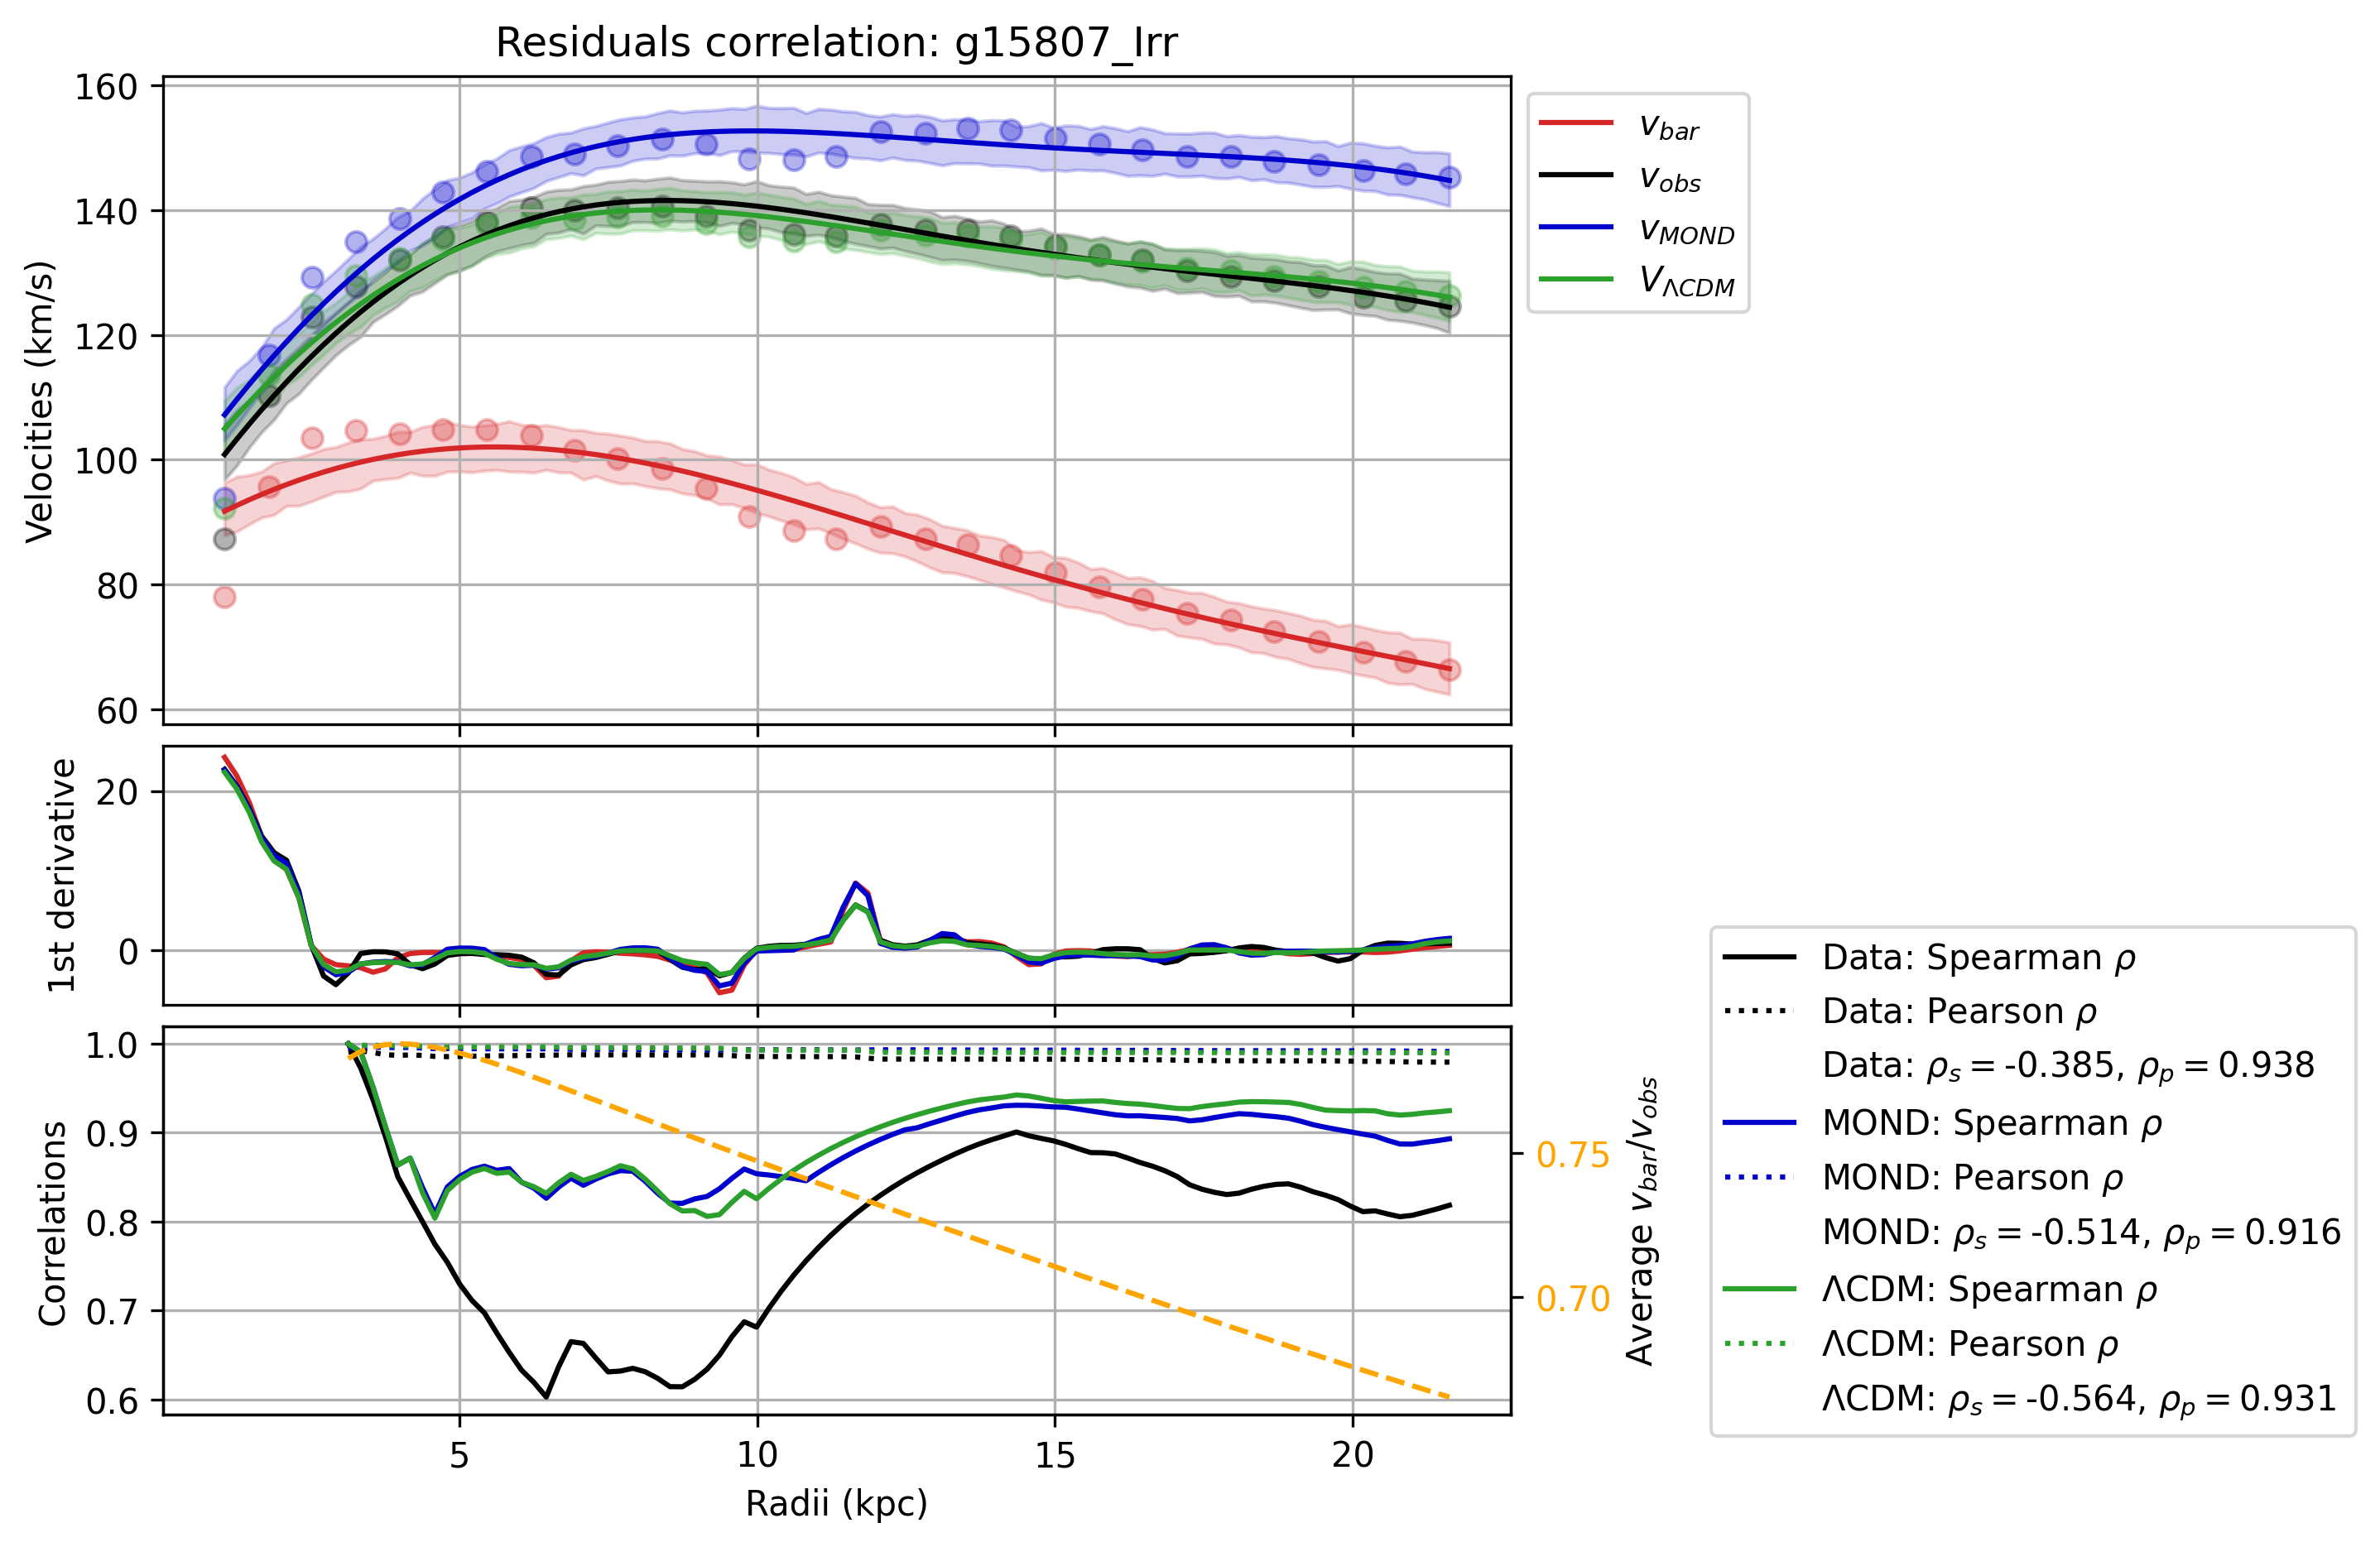 Residuals correlation: g15807_Irr
160
140
120
100
80
60
Velocities (km/s)
v_bar
v_obs
v_MOND
V_ΛCDM
20
0
1st derivative
1.0
0.9
0.8
0.7
0.6
Correlations
0.75
0.70
Average v_bar/v_obs
5 10 15 20
Radii (kpc)
Data: Spearman ρ
Data: Pearson ρ
Data: ρ_s = -0.385, ρ_p = 0.938
MOND: Spearman ρ
MOND: Pearson ρ
MOND: ρ_s = -0.514, ρ_p = 0.916
ΛCDM: Spearman ρ
ΛCDM: Pearson ρ
ΛCDM: ρ_s = -0.564, ρ_p = 0.931